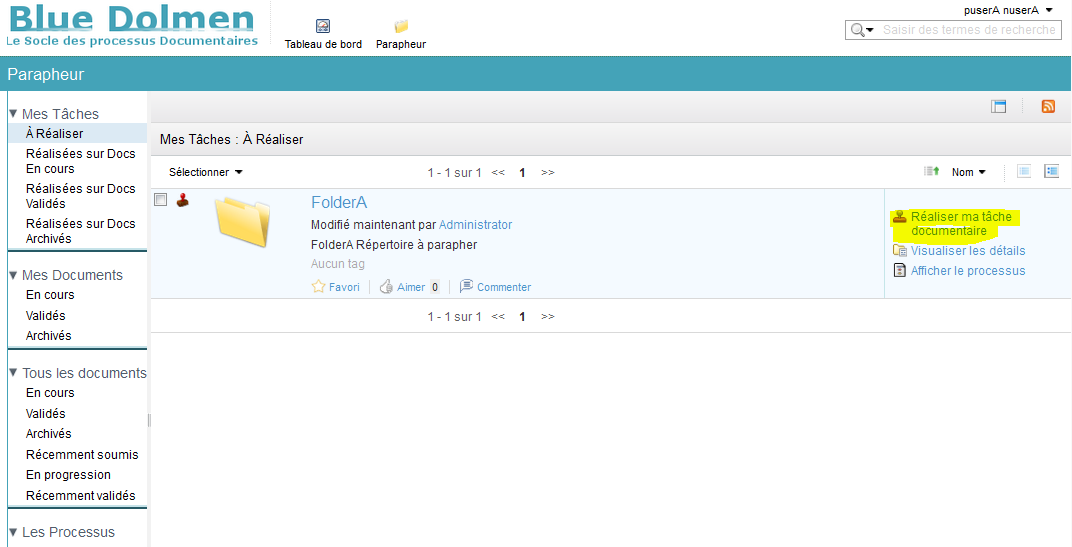 Blue Dolmen
Le Socle des processus Documentaires
Tableau de bord
Parapheur
puserA nuserA
Saisir des termes de recherche
Parapheur
Mes Tâches
À Réaliser
Réalisées sur Docs
En cours
Réalisées sur Docs
Validés
Réalisées sur Docs
Archivés
Mes Documents
En cours
Validés
Archivés
Tous les documents
En cours
Validés
Archivés
Récemment soumis
En progression
Récemment validés
Les Processus
Mes Tâches : À Réaliser
Sélectionner
1 - 1 sur 1 << 1 >>
Nom
FolderA
Modifié maintenant par Administrator
FolderA Répertoire à parapher
Aucun tag
Favori
Aimer 0
Commenter
Réaliser ma tâche
documentaire
Visualiser les détails
Afficher le processus
1 - 1 sur 1 << 1 >>